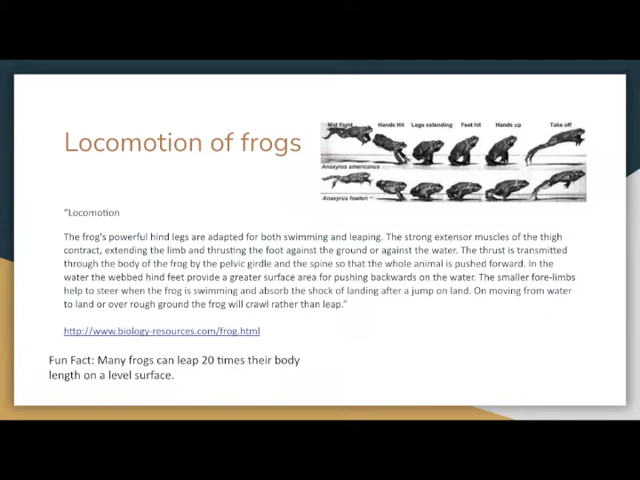 Locomotion of frogs
Mid flight Hands Hit Legs extending Feet hit Hands up Take off
Anaxyrus americanus
Anaxyrus fowleri
“Locomotion
The frog's powerful hind legs are adapted for both swimming and leaping. The strong extensor muscles of the thigh
contract, extending the limb and thrusting the foot against the ground or against the water. The thrust is transmitted
through the body of the frog by the pelvic girdle and the spine so that the whole animal is pushed forward. In the
water the webbed hind feet provide a greater surface area for pushing backwards on the water. The smaller fore-limbs
help to steer when the frog is swimming and absorb the shock of landing after a jump on land. On moving from water
to land or over rough ground the frog will crawl rather than leap.”
http://www.biology-resources.com/frog.html
Fun Fact: Many frogs can leap 20 times their body
length on a level surface.